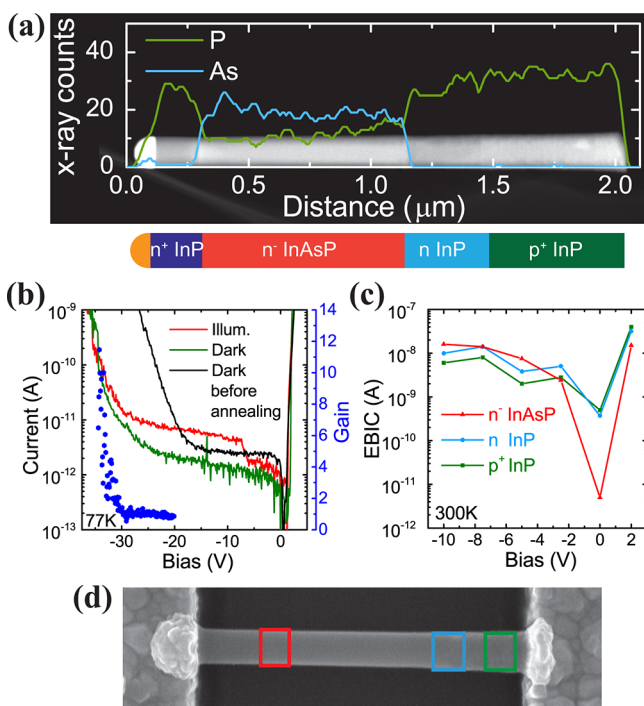 (a)
x-ray counts
40
20
0
P
As
0.0
0.5
1.0
1.5
2.0
Distance (μm)
n⁺ InP
n⁻ InAsP
n InP
p⁺ InP
(b)
Current (A)
10⁻⁹
10⁻¹⁰
10⁻¹¹
10⁻¹²
10⁻¹³
Illum.
Dark
Dark
before
annealing
14
12
10
8
6
4
2
0
Gain
77K
-30
-20
-10
0
Bias (V)
(c)
EBIC (A)
10⁻⁷
10⁻⁸
10⁻⁹
10⁻¹⁰
10⁻¹¹
10⁻¹²
n⁻ InAsP
n InP
p⁺ InP
300K
-10
-8
-6
-4
-2
0
2
Bias (V)
(d)